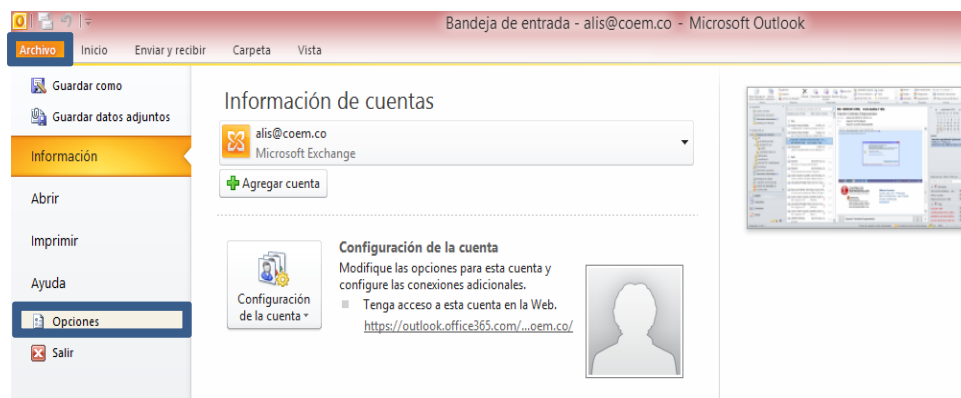 Bandeja de entrada - alis@coem.co - Microsoft Outlook
Archivo Inicio Enviar y recibir Carpeta Vista
Guardar como
Guardar datos adjuntos
Información
Abrir
Imprimir
Ayuda
Opciones
Salir
Información de cuentas
alis@coem.co
Microsoft Exchange
Agregar cuenta
Configuración
de la cuenta
Configuración de la cuenta
Modifique las opciones para esta cuenta y
configure las conexiones adicionales.
Tenga acceso a esta cuenta en la Web.
https://outlook.office365.com/...oem.co/